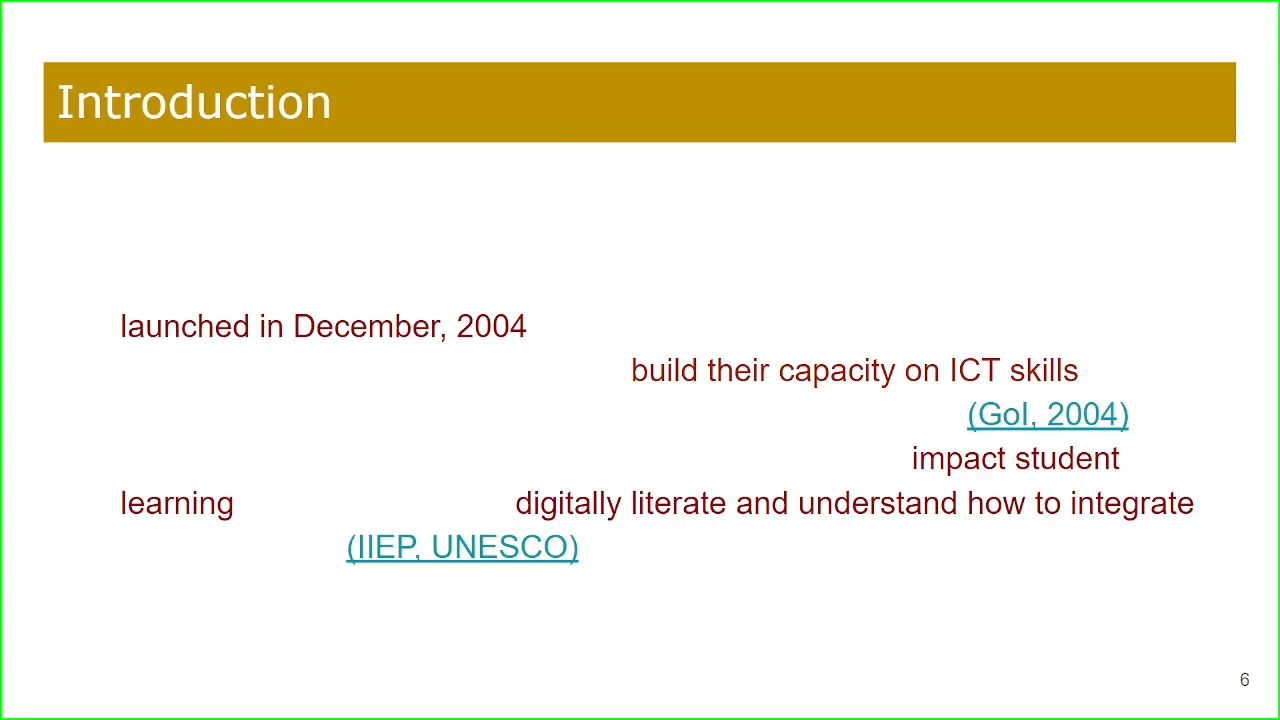 Introduction
launched in December, 2004
build their capacity on ICT skills
(GoI, 2004)
impact student
learning digitally literate and understand how to integrate
(IIEP, UNESCO)
6